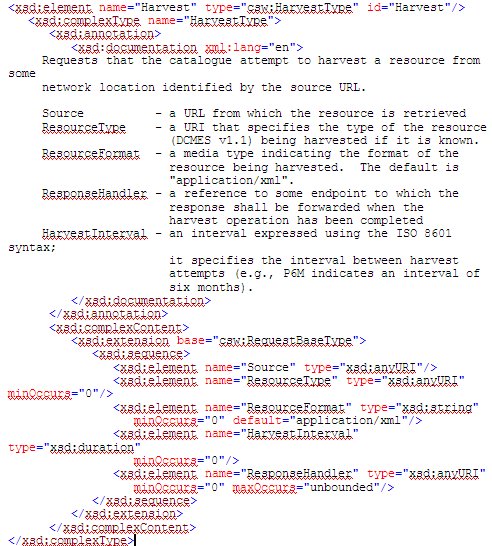 <xsd:element name="Harvest" type="csw:HarvestType" id="Harvest"/>
<xsd:complexType name="HarvestType">
<xsd:annotation>
<xsd:documentation xml:lang="en">
Requests that the catalogue attempt to harvest a resource from
some
network location identified by the source URL.
Source - a URL from which the resource is retrieved
ResourceType - a URI that specifies the type of the resource
(DCMES v1.1) being harvested if it is known.
ResourceFormat - a media type indicating the format of the
resource being harvested. The default is
"application/xml".
ResponseHandler - a reference to some endpoint to which the
response shall be forwarded when the
harvest operation has been completed
HarvestInterval - an interval expressed using the ISO 8601
syntax;
it specifies the interval between harvest
attempts (e.g., P6M indicates an interval of
six months).
</xsd:documentation>
</xsd:annotation>
<xsd:complexContent>
<xsd:extension base="csw:RequestBaseType">
<xsd:sequence>
<xsd:element name="Source" type="xsd:anyURI"/>
<xsd:element name="ResourceType" type="xsd:anyURI"
minOccurs="0"/>
<xsd:element name="ResourceFormat" type="xsd:string"
minOccurs="0" default="application/xml"/>
<xsd:element name="HarvestInterval"
type="xsd:duration"
minOccurs="0"/>
<xsd:element name="ResponseHandler" type="xsd:anyURI"
minOccurs="0" maxOccurs="unbounded"/>
</xsd:sequence>
</xsd:extension>
</xsd:complexContent>
</xsd:complexType>